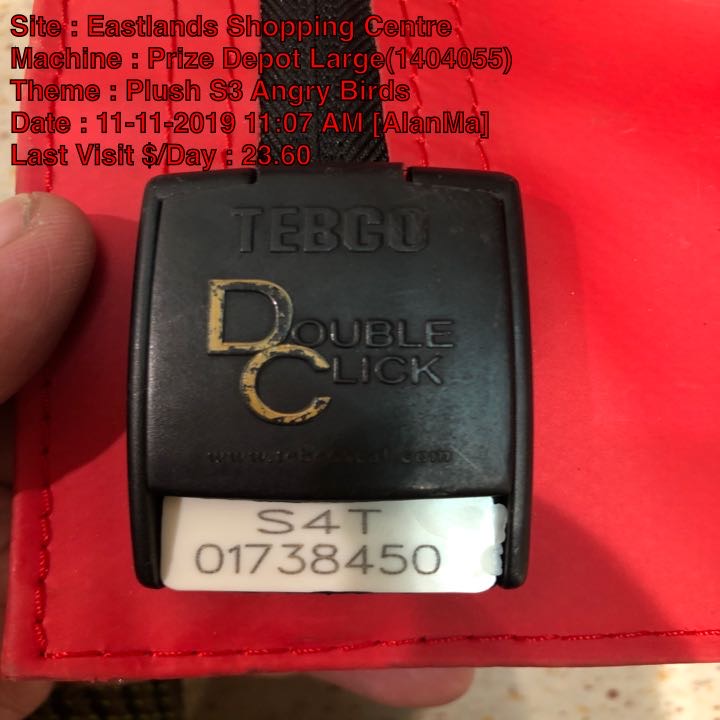 Site : Eastlands Shopping Centre
Machine : Prize Depot Large(1404055)
Theme : Plush S3 Angry Birds
Date : 11-11-2019 11:07 AM [AlanMa]
Last Visit $/Day : 23.60
TEBCO
DOUBLE
CLICK
S4T
01738450